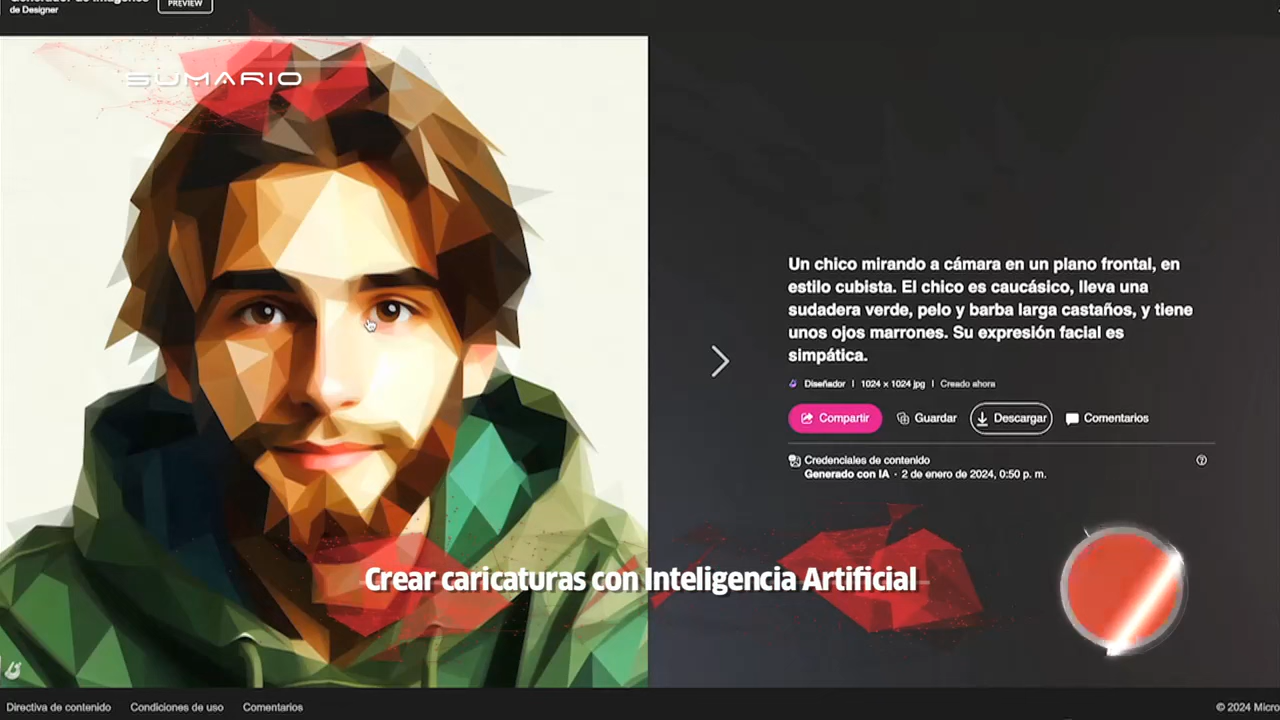 Generador de imágenes
de Designer
PREVIEW
SUMARIO
Un chico mirando a cámara en un plano frontal, en
estilo cubista. El chico es caucásico, lleva una
sudadera verde, pelo y barba larga castaños, y tiene
unos ojos marrones. Su expresión facial es
simpática.
Diseñador | 1024 × 1024 jpg | Creado ahora
Compartir Guardar Descargar Comentarios
Credenciales de contenido
Generado con IA · 2 de enero de 2024, 0:50 p. m.
Crear caricaturas con Inteligencia Artificial
Directiva de contenido Condiciones de uso Comentarios © 2024 Micro